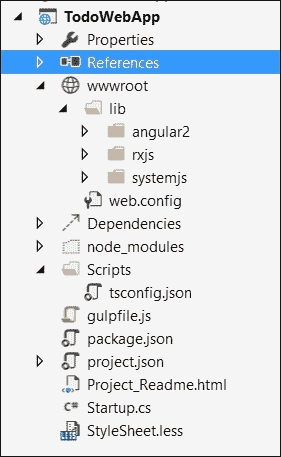 TodoWebApp
Properties
References
wwwroot
lib
angular2
rxjs
systemjs
web.config
Dependencies
node_modules
Scripts
tsconfig.json
gulpfile.js
package.json
project.json
Project_Readme.html
C# Startup.cs
StyleSheet.less